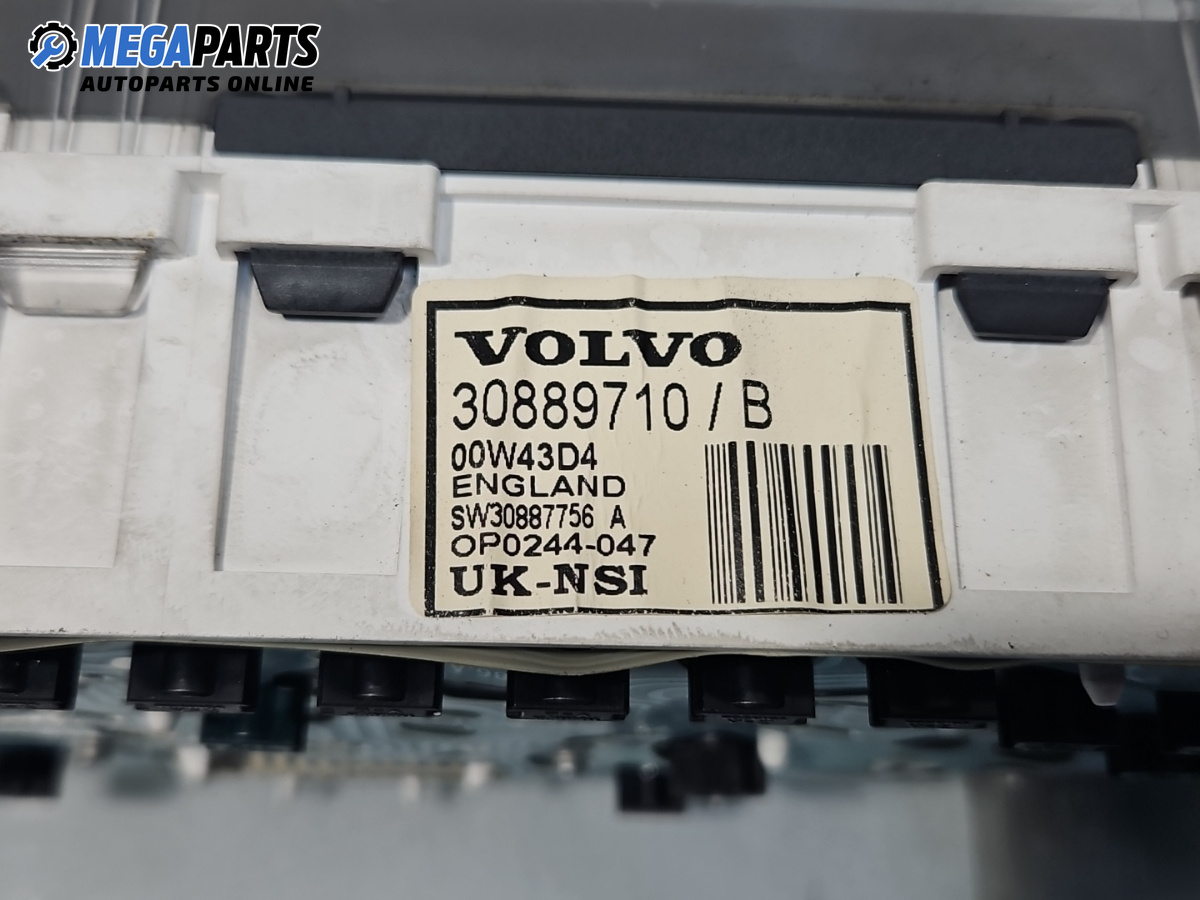 MEGAPARTS
AUTOPARTS ONLINE
VOLVO
30889710 / B
00W43D4
ENGLAND
SW30887756 A
OP0244-047
UK-NSI